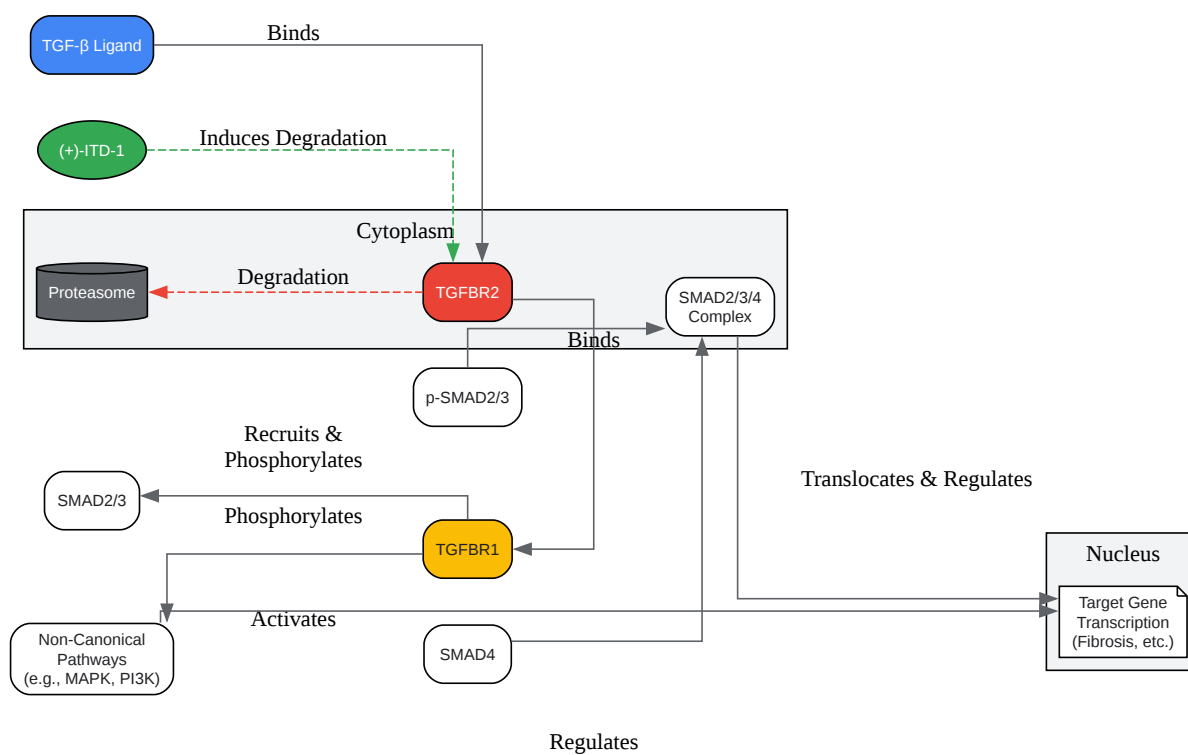 Binds
TGF-β Ligand
Induces Degradation
(+)-ITD-1
Cytoplasm
Degradation
Proteasome
TGFBR2
SMAD2/3/4
Complex
Binds
p-SMAD2/3
Recruits &
Phosphorylates
SMAD2/3
Phosphorylates
Translocates & Regulates
TGFBR1
Nucleus
Target Gene
Transcription
(Fibrosis, etc.)
Activates
Non-Canonical
Pathways
(e.g., MAPK, PI3K)
SMAD4
Regulates